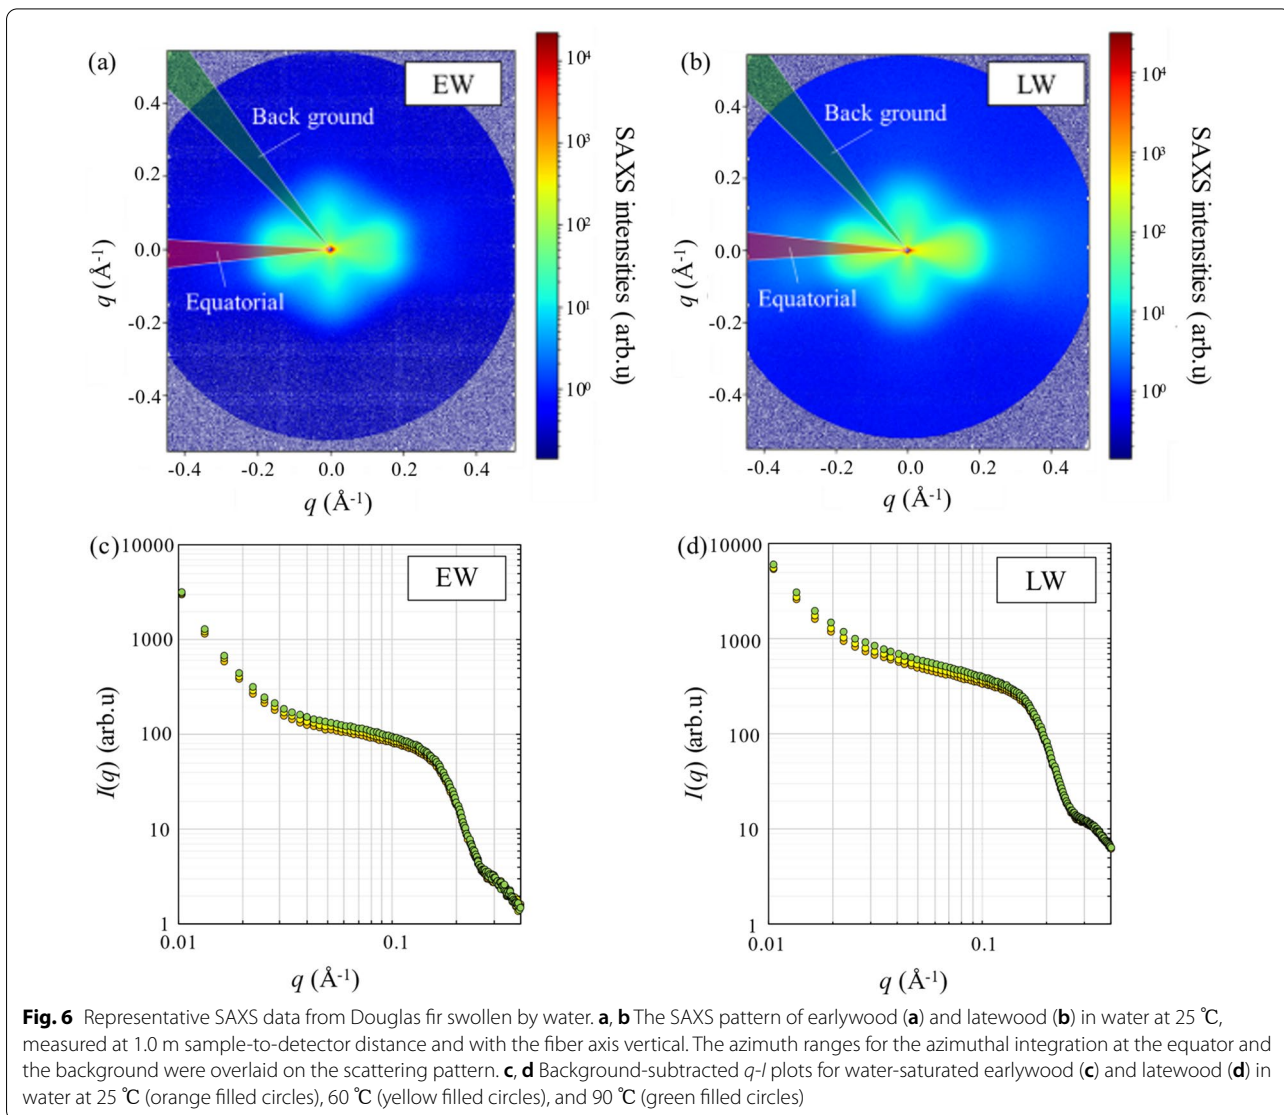 (a)
EW
Back ground
Equatorial
0.4
0.2
0.0
-0.2
-0.4
q (Å-1)
-0.4 -0.2 0.0 0.2 0.4
q (Å-1)
10⁴
10³
10²
10¹
10⁰
SAXS intensities ( arb.u)
(b)
LW
Back ground
Equatorial
0.4
0.2
0.0
-0.2
-0.4
q (Å-1)
-0.4 -0.2 0.0 0.2 0.4
q (Å-1)
10⁴
10³
10²
10¹
10⁰
SAXS intensities ( arb.u)
(c)
EW
10000
1000
100
10
1
I(q) (arb.u)
0.01 0.1
q (Å-1)
(d)
LW
10000
1000
100
10
1
I(q) (arb.u)
0.01 0.1
q (Å-1)
Fig. 6 Representative SAXS data from Douglas fir swollen by water. a, b The SAXS pattern of earlywood (a) and latewood (b) in water at 25 ℃,
measured at 1.0 m sample-to-detector distance and with the fiber axis vertical. The azimuth ranges for the azimuthal integration at the equator and
the background were overlaid on the scattering pattern. c, d Background-subtracted q-I plots for water-saturated earlywood (c) and latewood (d) in
water at 25 ℃ (orange filled circles), 60 ℃ (yellow filled circles), and 90 ℃ (green filled circles)